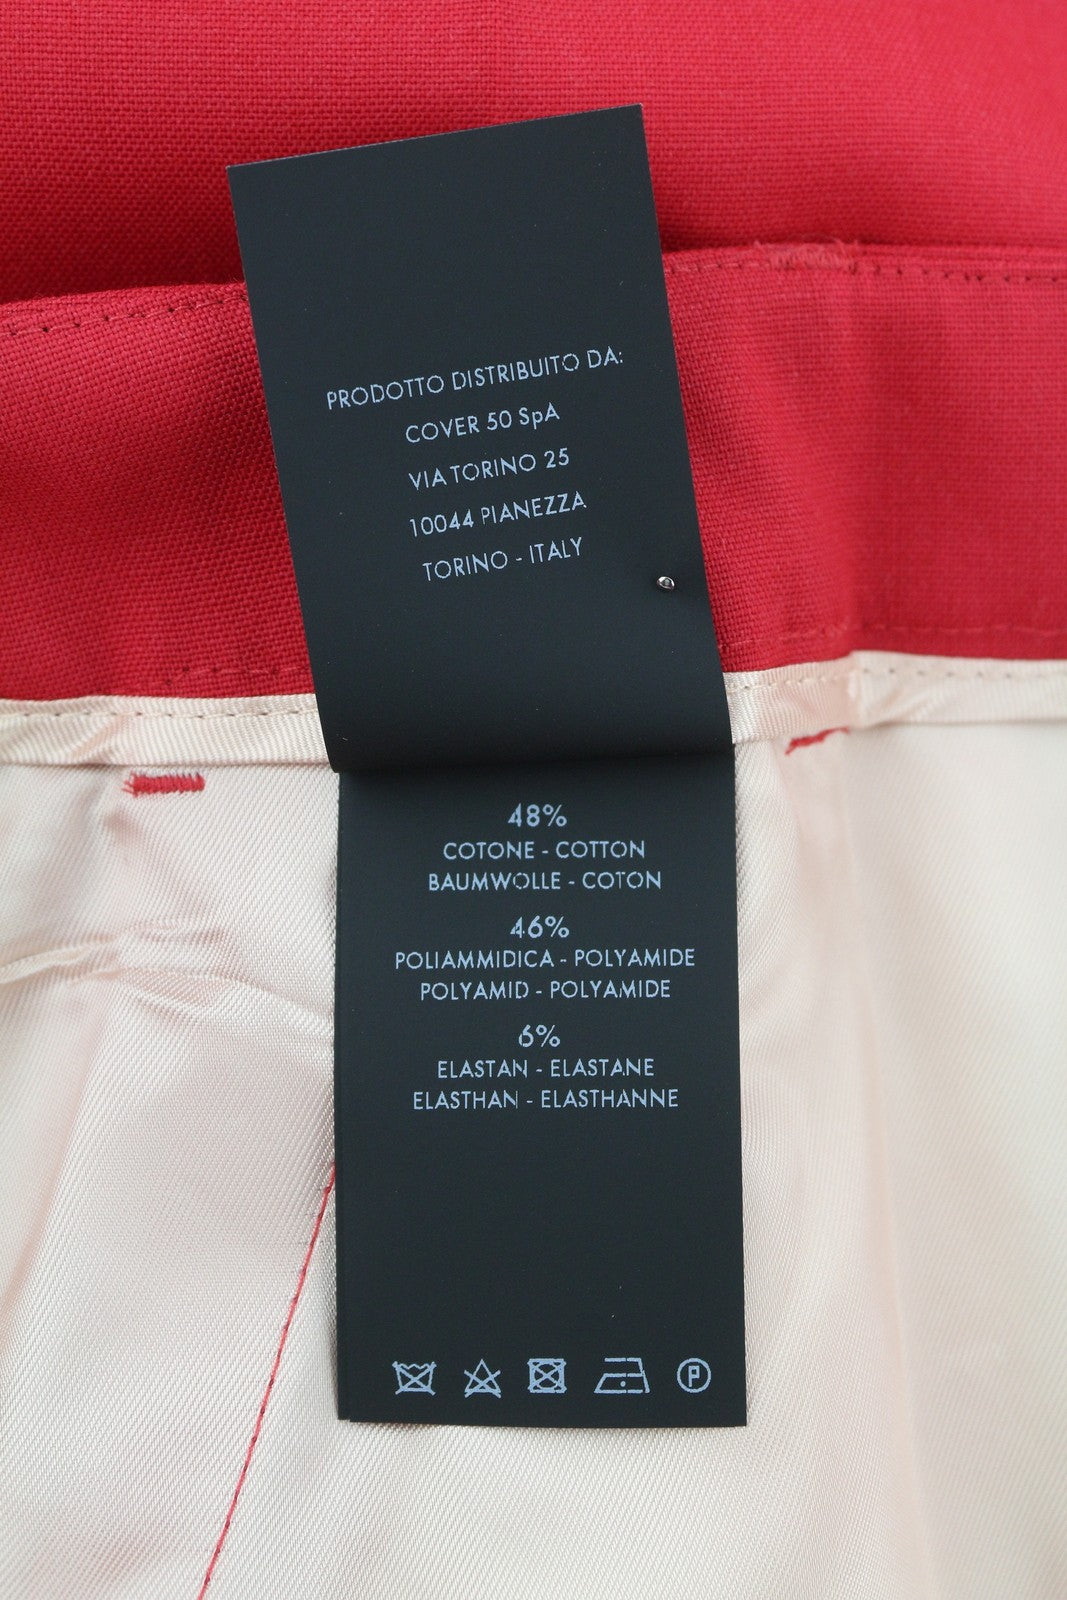 PRODOTTO DISTRIBUITO DA:
COVER 50 SpA
VIA TORINO 25
10044 PIANEZZA
TORINO - ITALY
48%
COTONE - COTTON
BAUMWOLLE - COTON
46%
POLIAMMIDICA - POLYAMIDE
POLYAMID - POLYAMIDE
6%
ELASTAN - ELASTANE
ELASTHAN - ELASTHANNE
P